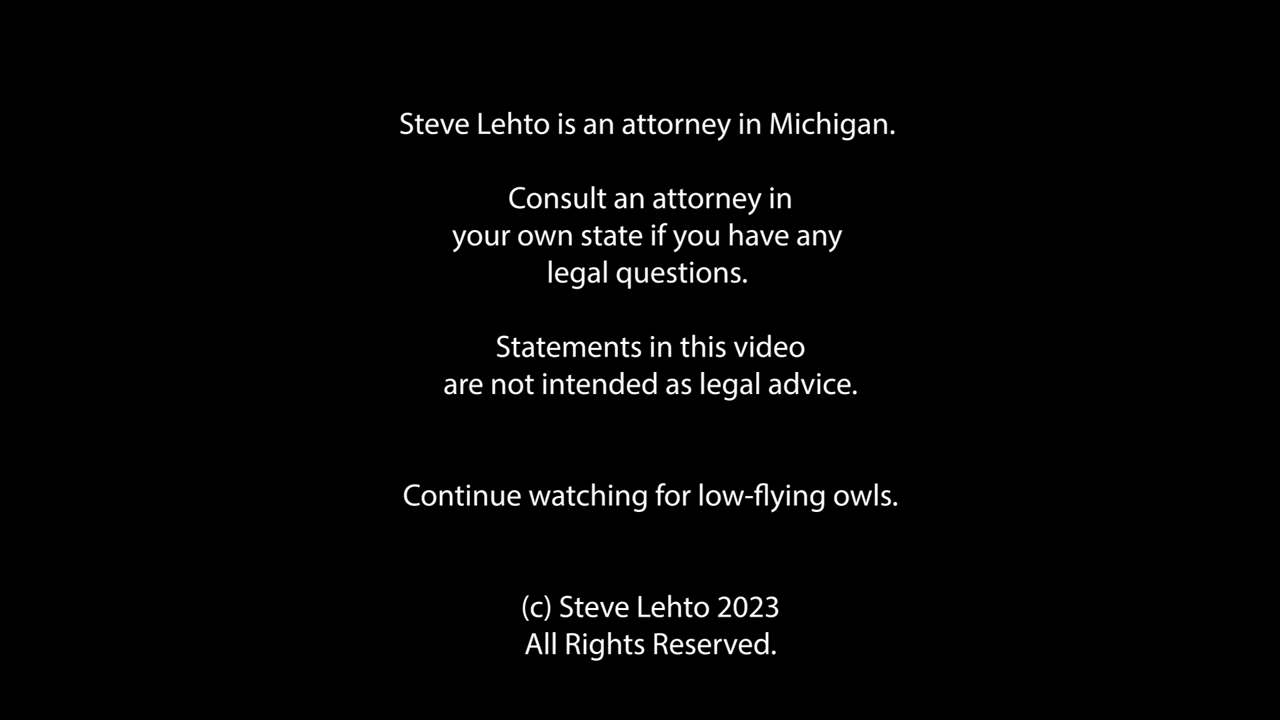 Steve Lehto is an attorney in Michigan.
Consult an attorney in
your own state if you have any
legal questions.
Statements in this video
are not intended as legal advice.
Continue watching for low-flying owls.
(c) Steve Lehto 2023
All Rights Reserved.